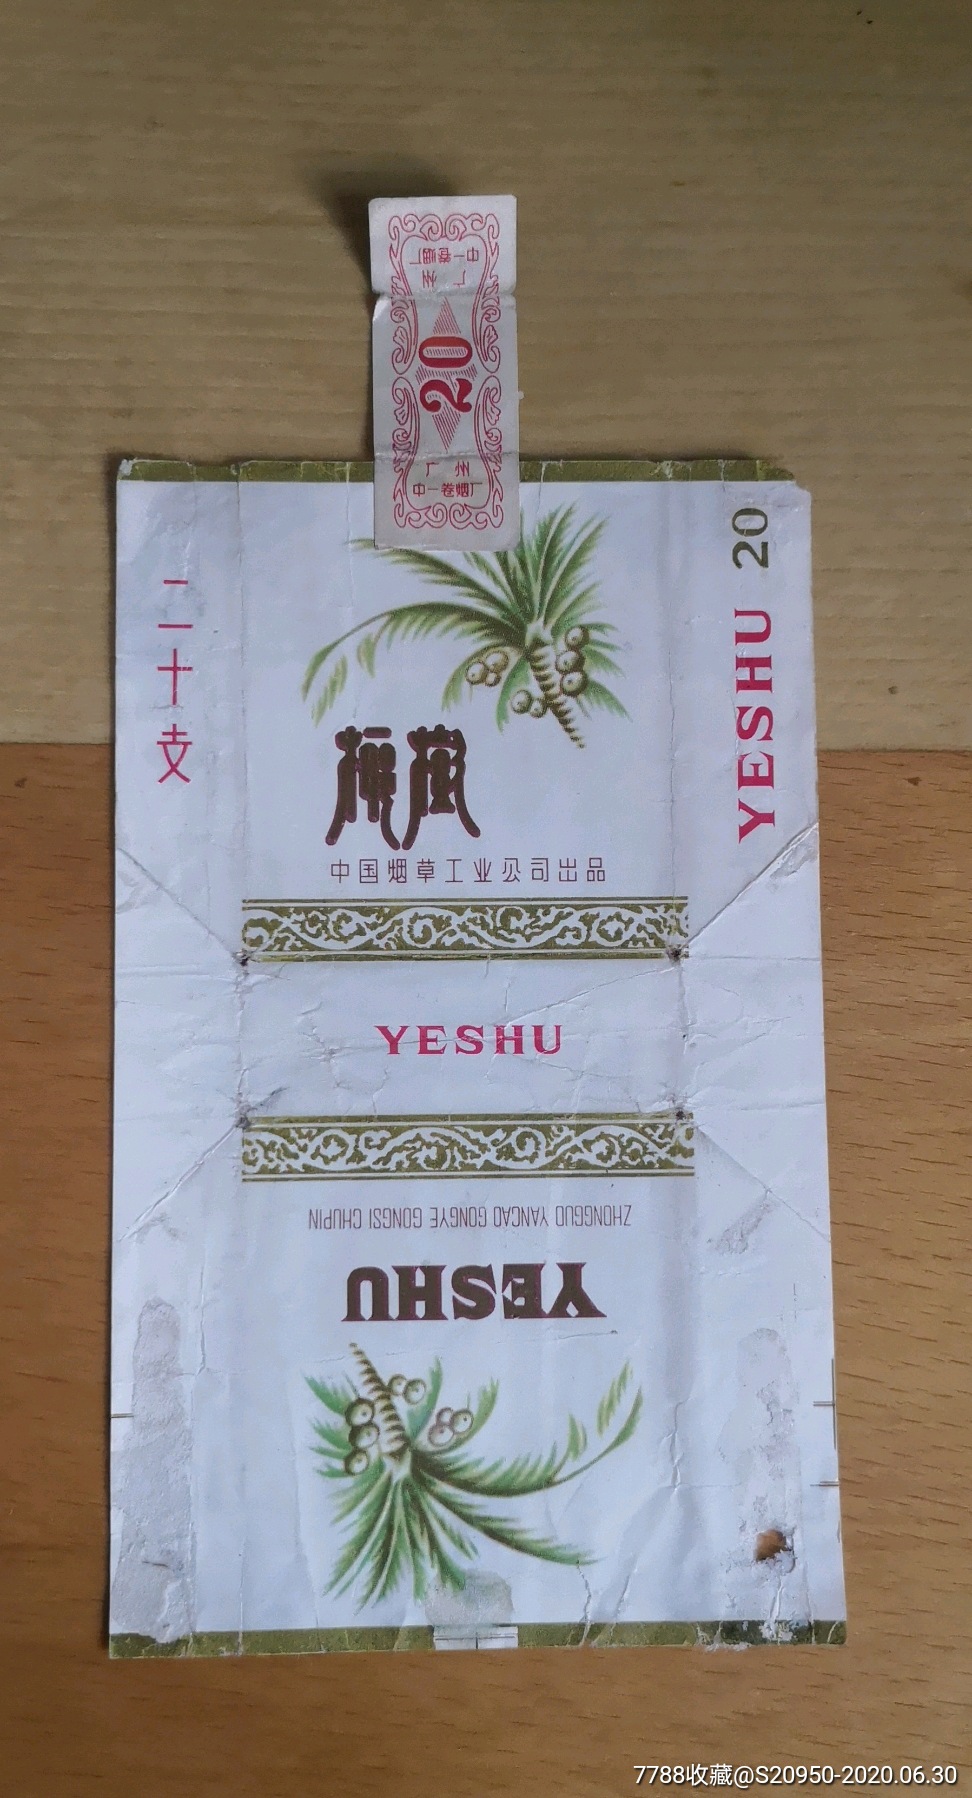 中一卷烟厂
广州
20
广州
中一卷烟厂
二十支
YESHU 20
中国烟草工业公司出品
YESHU
ZHONGGUO YANCAO GONGYE GONGSI CHUPIN
YESHU
7788收藏@S20950-2020.06.30